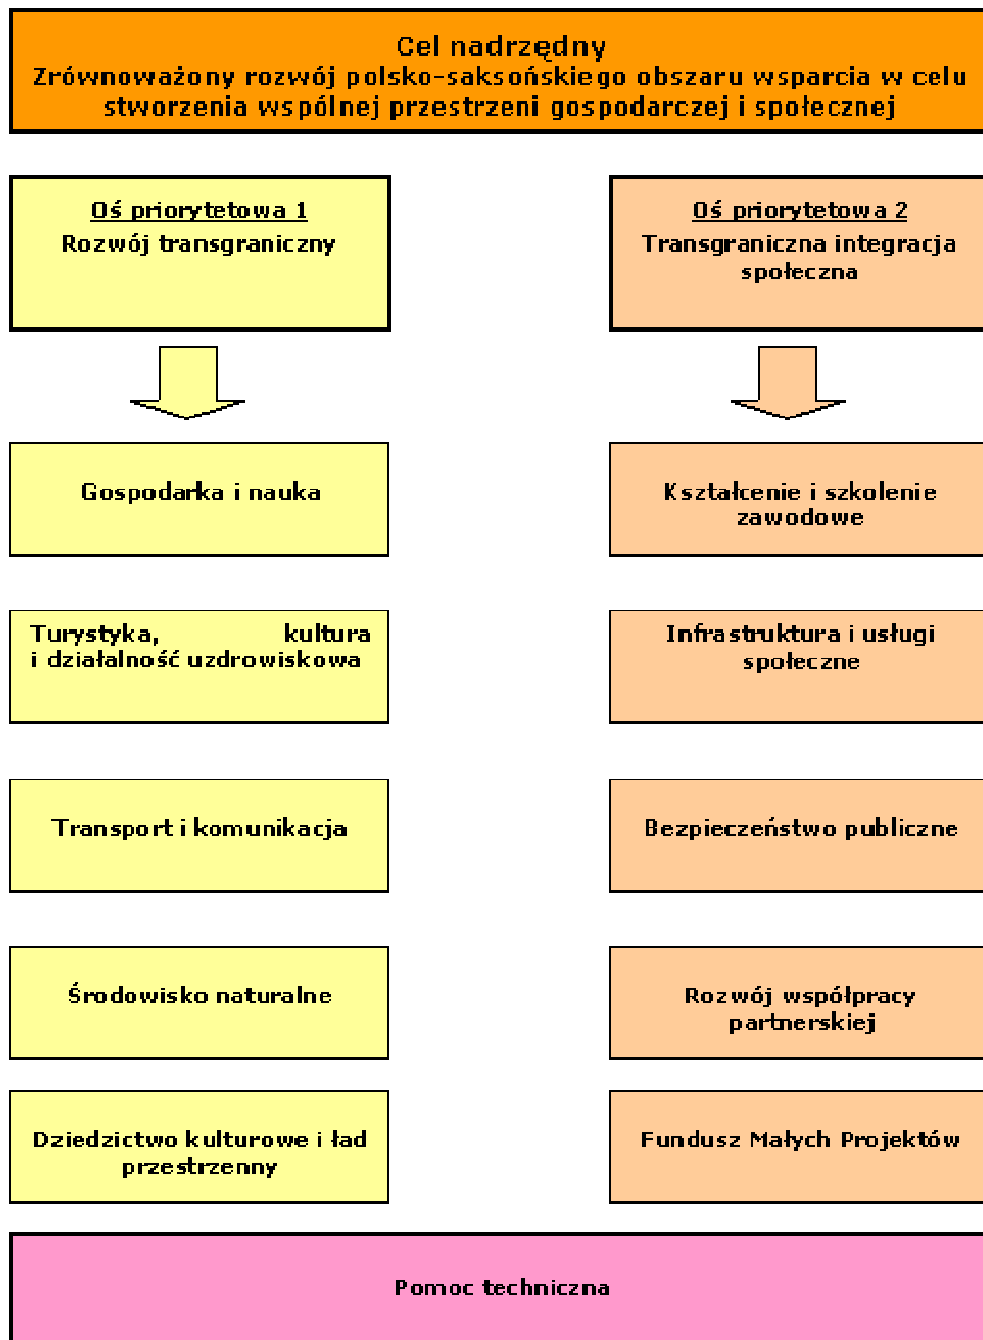 Cel nadrzędny
Zrównoważony rozwój polsko-saksońskiego obszaru wsparcia w celu
stworzenia wspólnej przestrzeni gospodarczej i społecznej
Oś priorytetowa 1
Rozwój transgraniczny
Oś priorytetowa 2
Transgraniczna integracja
społeczna
Gospodarka i nauka
Kształcenie i szkolenie
zawodowe
Turystyka, kultura
i działalność uzdrowiskowa
Infrastruktura i usługi
społeczne
Transport i komunikacja
Bezpieczeństwo publiczne
Środowisko naturalne
Rozwój współpracy
partnerskiej
Dziedzictwo kulturowe i ład
przestrzenny
Fundusz Małych Projektów
Pomoc techniczna